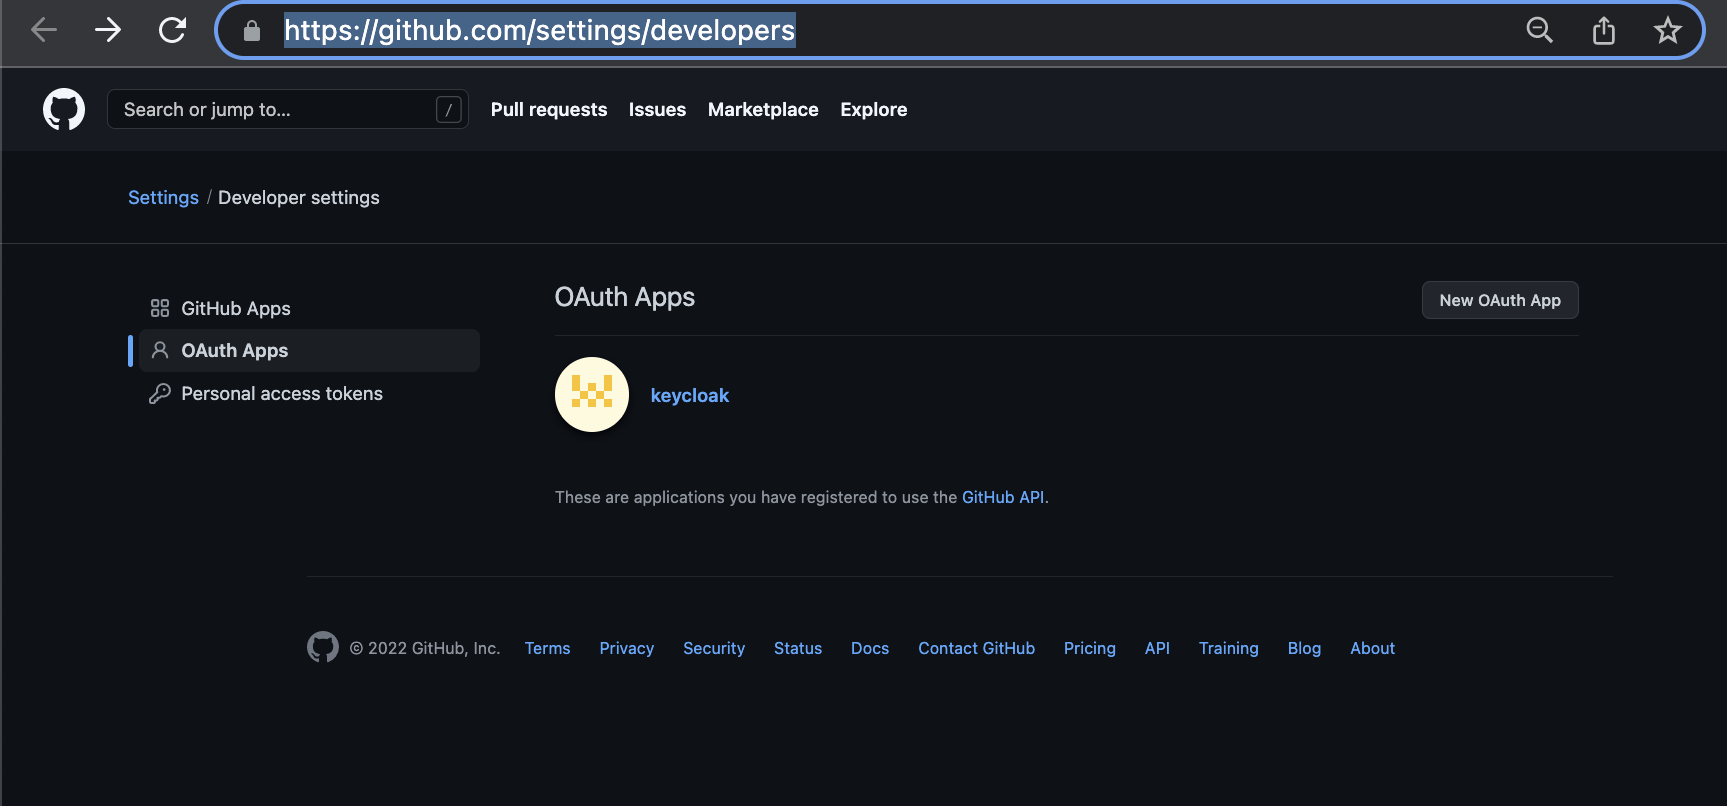 https://github.com/settings/developers
Search or jump to... / Pull requests Issues Marketplace Explore
Settings / Developer settings
GitHub Apps
OAuth Apps
Personal access tokens
OAuth Apps New OAuth App
keycloak
These are applications you have registered to use the GitHub API.
© 2022 GitHub, Inc. Terms Privacy Security Status Docs Contact GitHub Pricing API Training Blog About